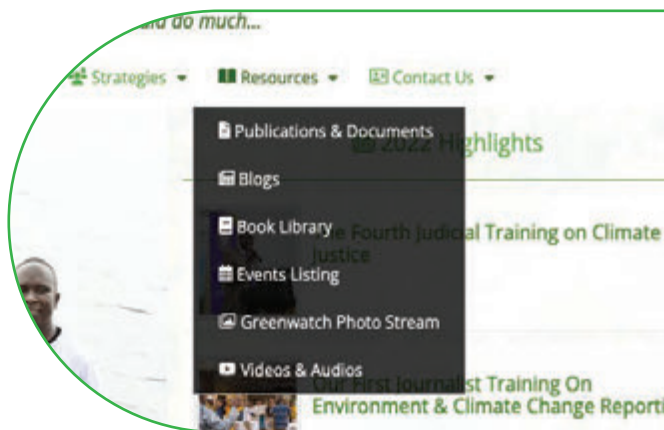 do much...
Strategies
Resources
Contact Us
Publications & Documents
2022 Highlights
Blogs
Book Library
The Fourth Judicial Training on Climate
Justice
Events Listing
Greenwatch Photo Stream
Videos & Audios
Our First Journalist Training On
Environment & Climate Change Reporti